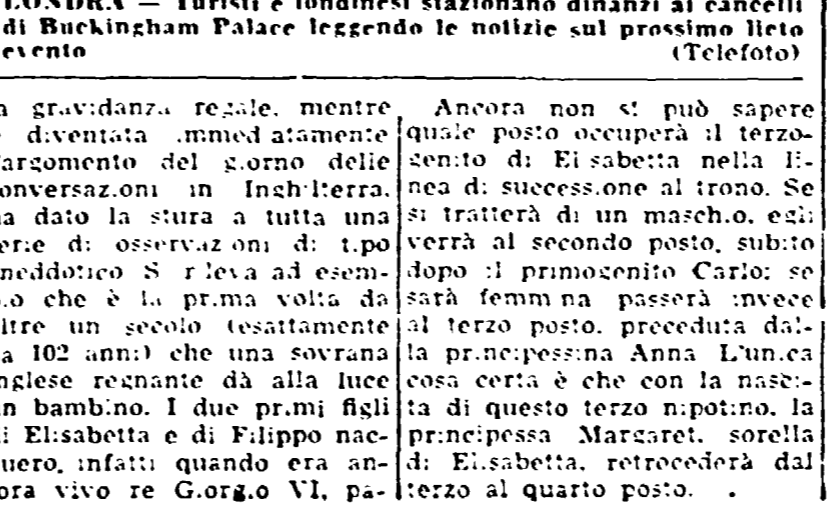 LONDRA — Turisti e londinesi stazionano dinanzi ai cancelli
di Buckingham Palace leggendo le notizie sul prossimo lieto
evento (Telefoto)
a gravidanza regale, mentre
è diventata immediatamente
'argomento del giorno delle
onversazioni in Inghilterra,
ha dato la stura a tutta una
erie di osservazioni di tipo
neddotico Si rileva ad esem-
pio che è la prima volta da
ltre un secolo (esattamente
a 102 anni) che una sovrana
nglese regnante dà alla luce
un bambino. I due primi figli
di Elisabetta e di Filippo nac-
quero, infatti quando era an-
ora vivo re Giorgio VI, pa-
Ancora non si può sapere
quale posto occuperà il terzo-
genito di Elisabetta nella li-
nea di successione al trono. Se
si tratterà di un maschio, egli
verrà al secondo posto, subito
dopo il primogenito Carlo; se
sarà femmina passerà invece
al terzo posto, preceduta dal-
la principessina Anna L'unica
cosa certa è che con la nasci-
ta di questo terzo nipotino, la
principessa Margaret, sorella
di Elisabetta, retrocederà dal
terzo al quarto posto.